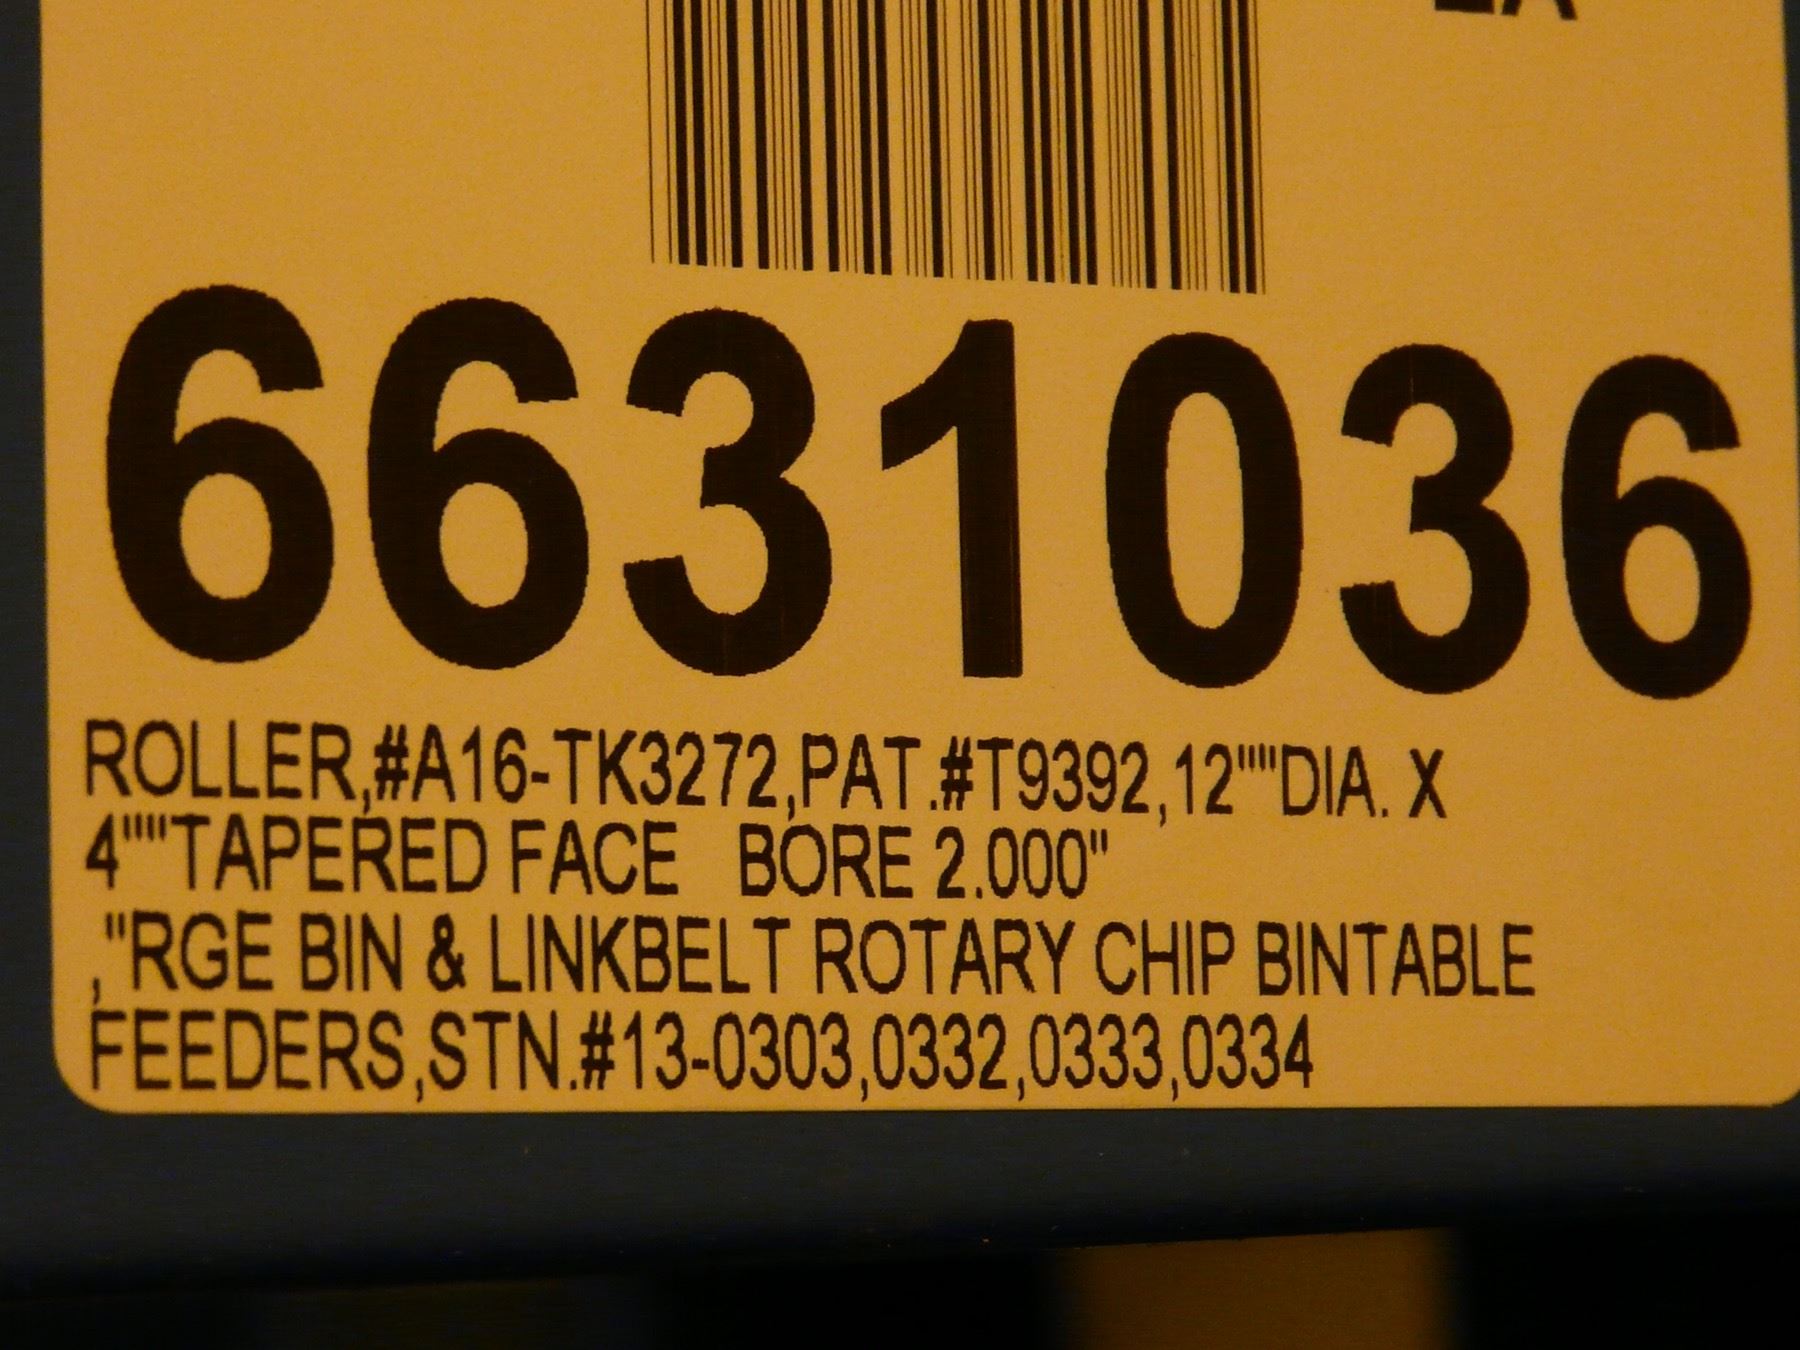 EA
6631036
ROLLER,#A16-TK3272,PAT.#T9392,12""DIA. X
4""TAPERED FACE BORE 2.000"
,"RGE BIN & LINKBELT ROTARY CHIP BINTABLE
FEEDERS,STN.#13-0303,0332,0333,0334